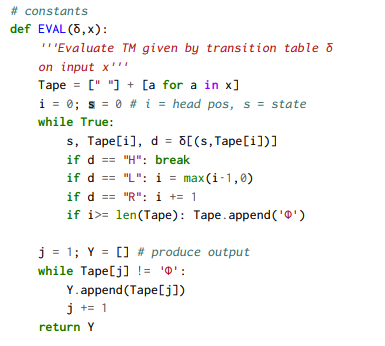 # constants
def EVAL(δ,x):
'''Evaluate TM given by transition table δ
on input x'''
Tape = [" "] + [a for a in x]
i = 0; s = 0 # i = head pos, s = state
while True:
s, Tape[i], d = δ[(s,Tape[i])]
if d == "H": break
if d == "L": i = max(i-1,0)
if d == "R": i += 1
if i>= len(Tape): Tape.append('Φ')
j = 1; Y = [] # produce output
while Tape[j] != 'Φ':
Y.append(Tape[j])
j += 1
return Y